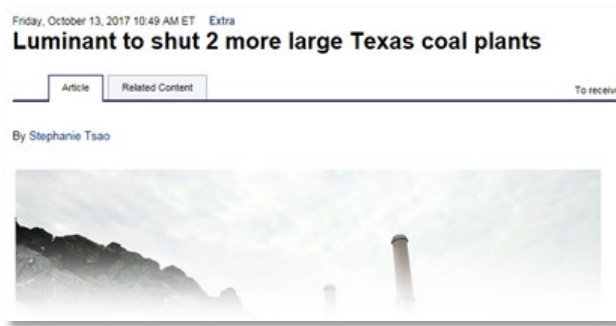 Friday, October 13, 2017 10:49 AM ET Extra
Luminant to shut 2 more large Texas coal plants
Article Related Content
To receive
By Stephanie Tsao